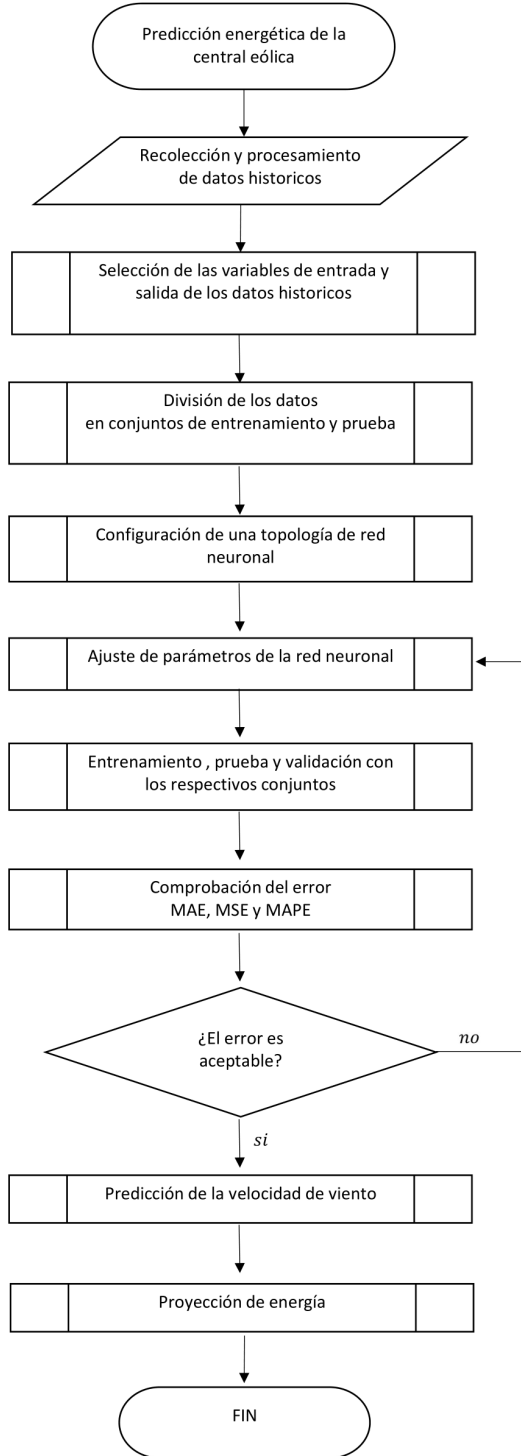 Predicción energética de la
central eólica
Recolección y procesamiento
de datos historicos
Selección de las variables de entrada y
salida de los datos historicos
División de los datos
en conjuntos de entrenamiento y prueba
Configuración de una topología de red
neuronal
Ajuste de parámetros de la red neuronal
Entrenamiento , prueba y validación con
los respectivos conjuntos
Comprobación del error
MAE, MSE y MAPE
¿El error es
aceptable?
no
si
Predicción de la velocidad de viento
Proyección de energía
FIN